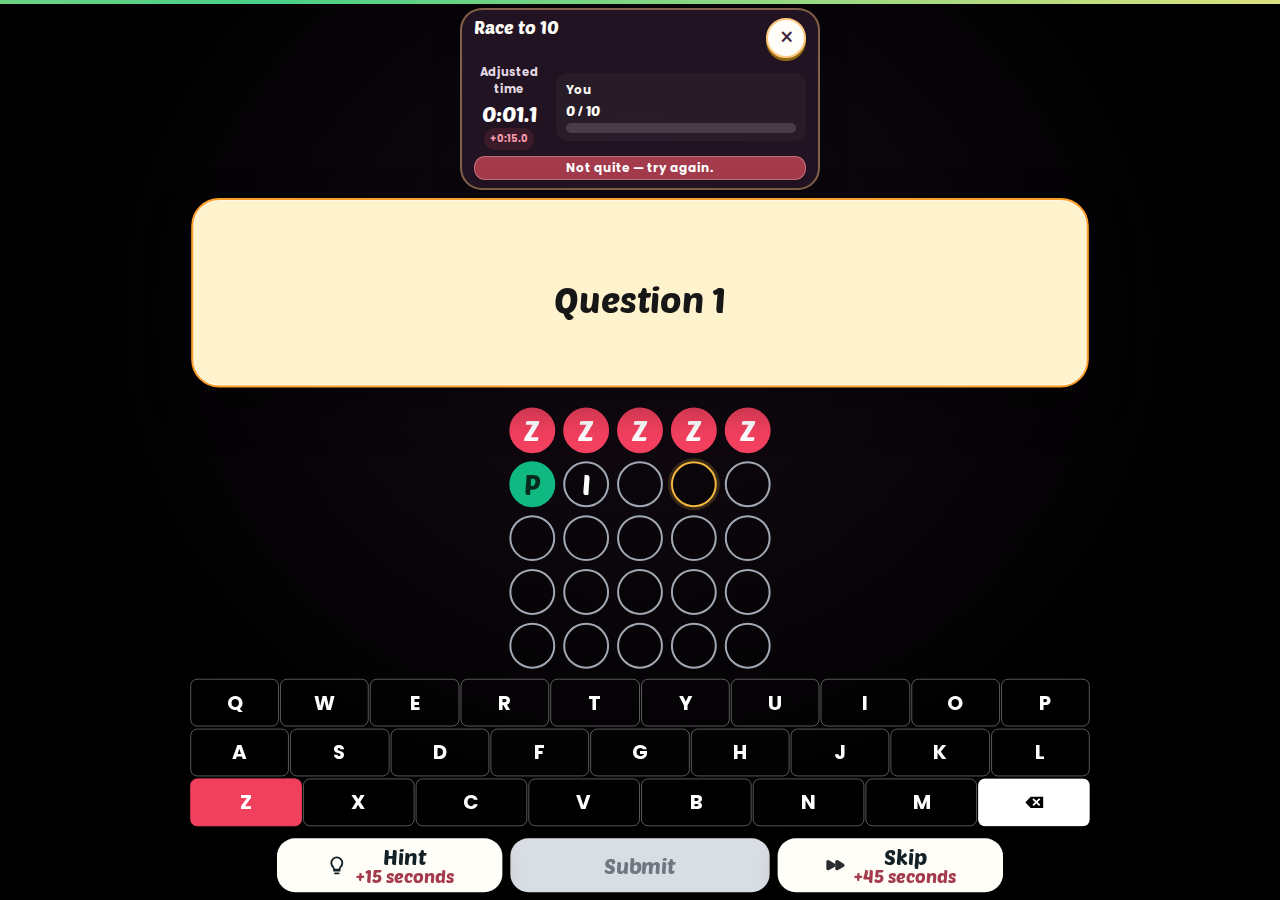 Race to 10
×
Adjusted
time
0:01.1
+0:15.0
You
0 / 10
Not quite — try again.
Question 1
Z Z Z Z Z
P I
Q W E R T Y U I O P
A S D F G H J K L
Z X C V B N M
Hint
+15 seconds
Submit
Skip
+45 seconds